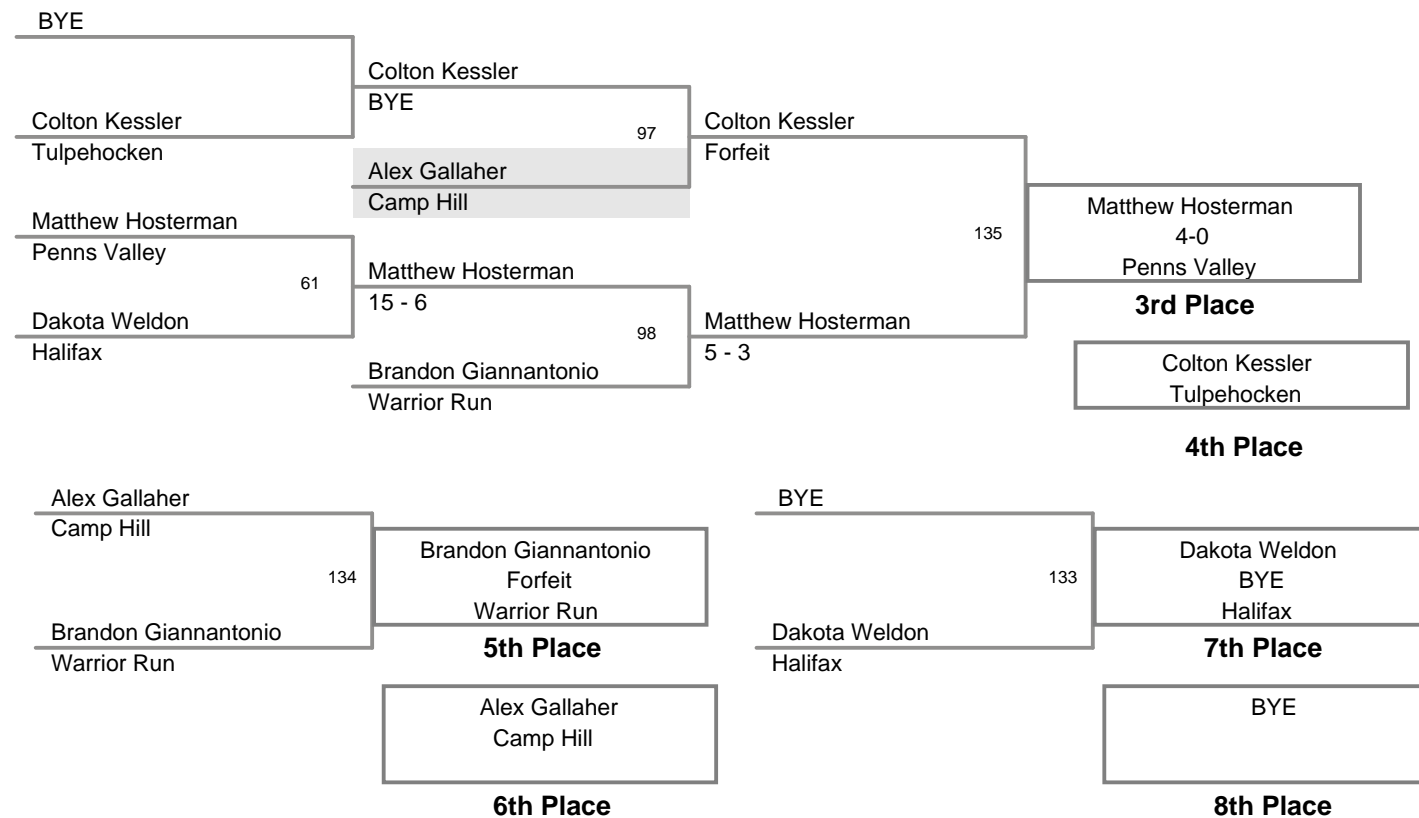 BYE
Colton Kessler
BYE
Colton Kessler
97
Colton Kessler
Tulpehocken
Forfeit
Alex Gallaher
Camp Hill
Matthew Hosterman
Matthew Hosterman
4-0
135
Penns Valley
Penns Valley
Matthew Hosterman
61
15 - 6
3rd Place
Dakota Weldon
Matthew Hosterman
98
Halifax
5 - 3
Colton Kessler
Brandon Giannantonio
Tulpehocken
Warrior Run
4th Place
Alex Gallaher
Camp Hill
Brandon Giannantonio
134
Forfeit
Warrior Run
Brandon Giannantonio
5th Place
Warrior Run
Alex Gallaher
Camp Hill
6th Place
BYE
Dakota Weldon
133
BYE
Halifax
Dakota Weldon
7th Place
Halifax
BYE
8th Place